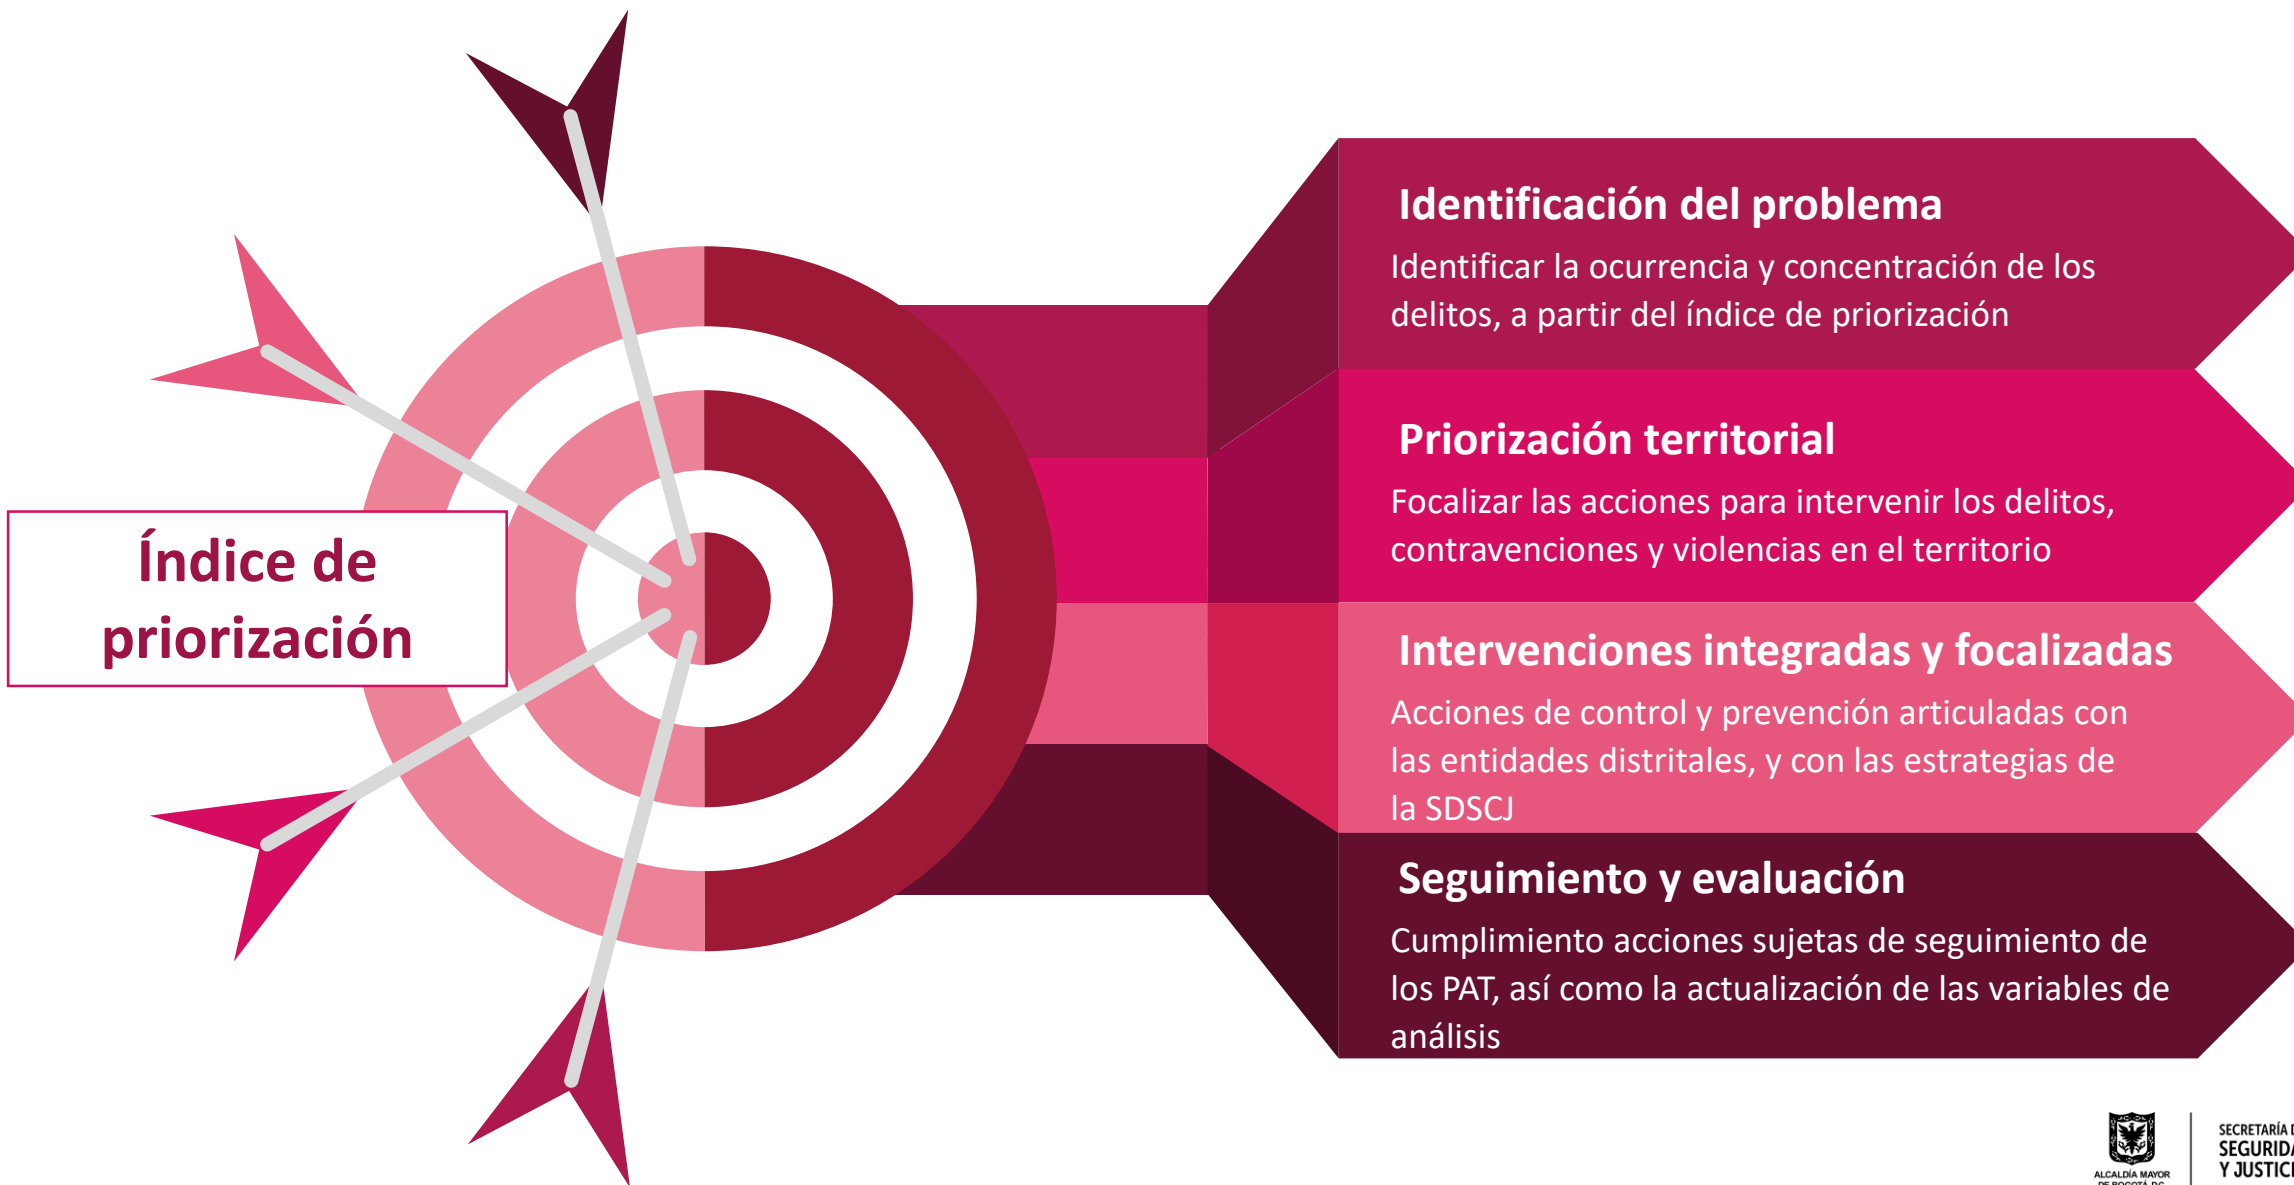 Índice de
priorización
Identificación del problema
Identificar la ocurrencia y concentración de los
delitos, a partir del índice de priorización
Priorización territorial
Focalizar las acciones para intervenir los delitos,
contravenciones y violencias en el territorio
Intervenciones integradas y focalizadas
Acciones de control y prevención articuladas con
las entidades distritales, y con las estrategias de
la SDSCJ
Seguimiento y evaluación
Cumplimiento acciones sujetas de seguimiento de
los PAT, así como la actualización de las variables de
análisis
ALCALDÍA MAYOR
DE BOGOTÁ D.C.
SECRETARÍA
Y